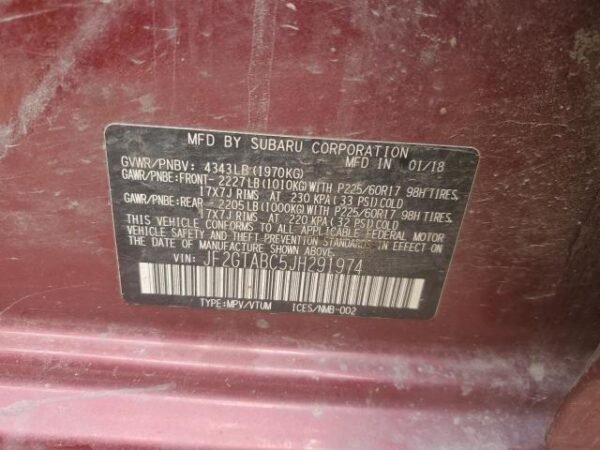 MFD BY SUBARU CORPORATION
GVWR/PNBV: 4343LB(1970KG) MFD IN 01/18
GAWR/PNBE:FRONT- 2227LB(1010KG)WITH P225/60R17 98H TIRES,
17X7J RIMS AT 230 KPA(33 PSI)COLD
GAWR/PNBE:REAR - 2205LB(1000KG)WITH P225/60R17 98H TIRES,
17X7J RIMS AT 220 KPA(32 PSI)COLD
THIS VEHICLE CONFORMS TO ALL APPLICABLE FEDERAL MOTOR
VEHICLE SAFETY AND BUMPER STANDARDS IN EFFECT ON
THE DATE OF MANUFACTURE SHOWN ABOVE.
VIN: JF2GTABC5JH291974
TYPE:MPV/VTUM ICES/NMB-002